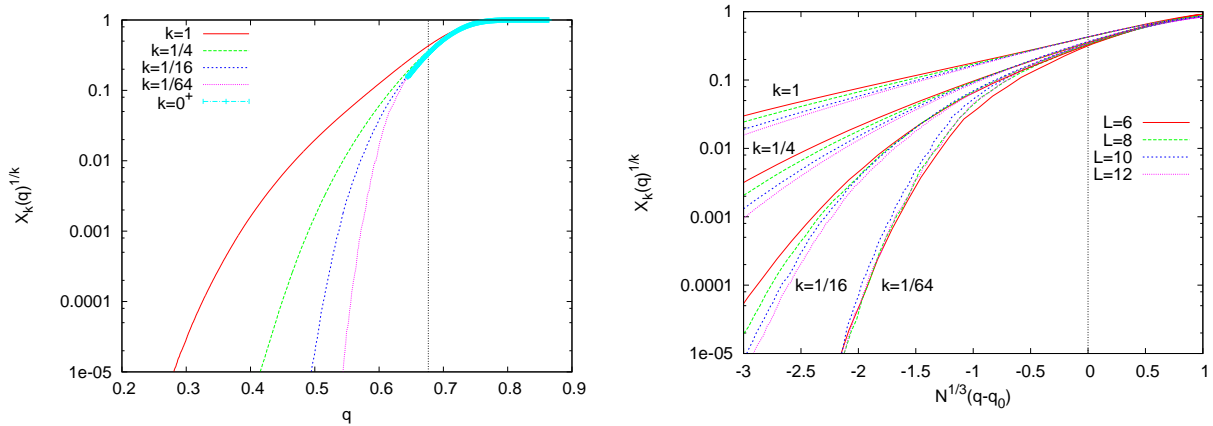 X_k(q)^{1/k}
1
0.1
0.01
0.001
0.0001
1e-05
0.2 0.3 0.4 0.5 0.6 0.7 0.8 0.9
q
k=1
k=1/4
k=1/16
k=1/64
k=0^+
X_k(q)^{1/k}
1
0.1
0.01
0.001
0.0001
1e-05
-3 -2.5 -2 -1.5 -1 -0.5 0 0.5 1
N^{1/3}(q-q_0)
k=1
k=1/4
k=1/16
k=1/64
L=6
L=8
L=10
L=12